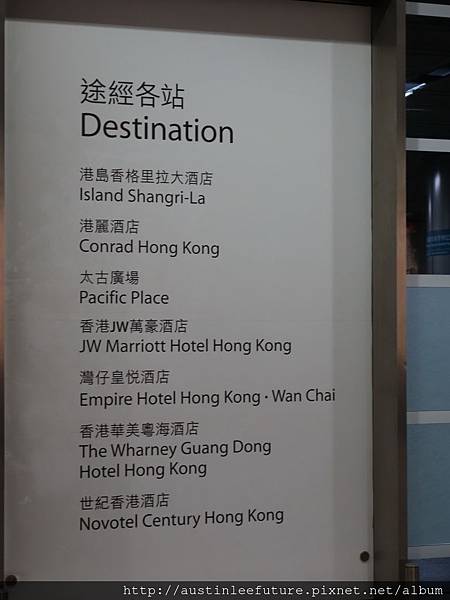 途經各站
Destination
港島香格里拉大酒店
Island Shangri-La
港麗酒店
Conrad Hong Kong
太古廣場
Pacific Place
香港JW萬豪酒店
JW Marriott Hotel Hong Kong
灣仔皇悅酒店
Empire Hotel Hong Kong · Wan Chai
香港華美粵海酒店
The Wharney Guang Dong
Hotel Hong Kong
世紀香港酒店
Novotel Century Hong Kong
http://austinleefuture.pixnet.net/album